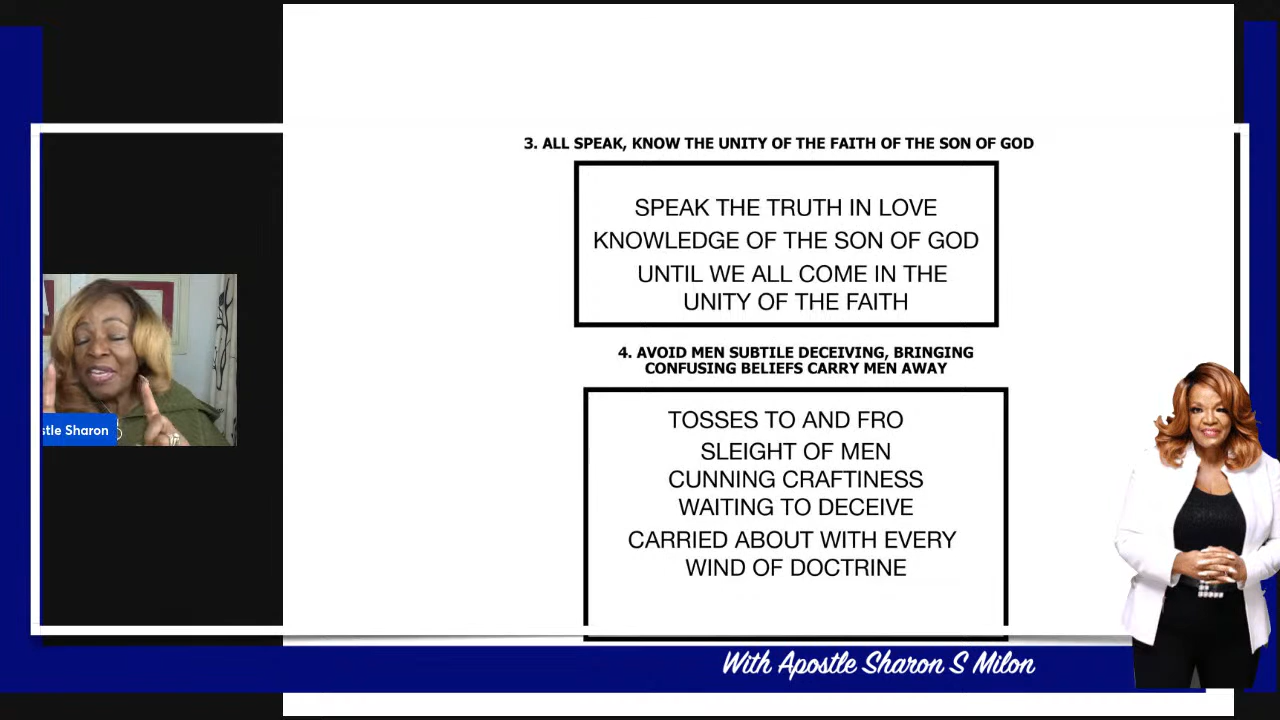 3. ALL SPEAK, KNOW THE UNITY OF THE FAITH OF THE SON OF GOD
SPEAK THE TRUTH IN LOVE
KNOWLEDGE OF THE SON OF GOD
UNTIL WE ALL COME IN THE
UNITY OF THE FAITH
4. AVOID MEN SUBTILE DECEIVING, BRINGING
CONFUSING BELIEFS CARRY MEN AWAY
TOSSES TO AND FRO
SLEIGHT OF MEN
CUNNING CRAFTINESS
WAITING TO DECEIVE
CARRIED ABOUT WITH EVERY
WIND OF DOCTRINE
stle Sharon
With Apostle Sharon S Milon